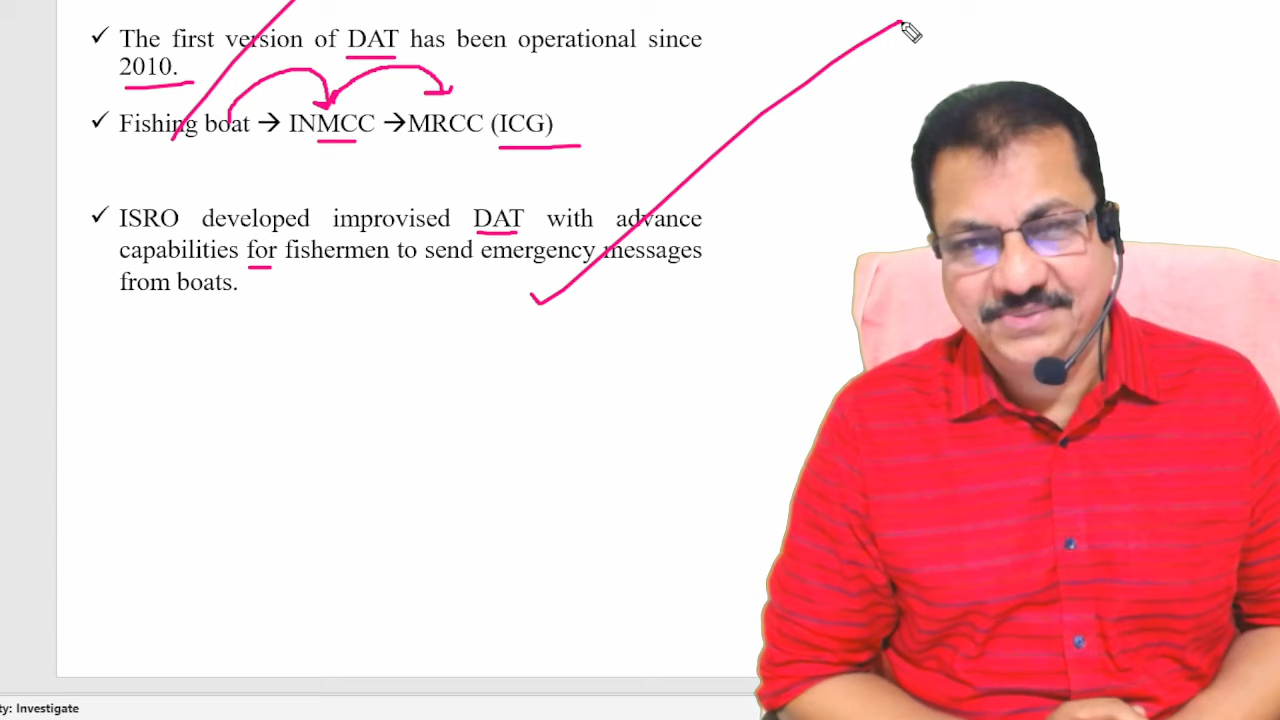 ✓ The first version of DAT has been operational since
2010.
✓ Fishing boat → INMCC →MRCC (ICG)
✓ ISRO developed improvised DAT with advance
capabilities for fishermen to send emergency messages
from boats.
ty: Investigate